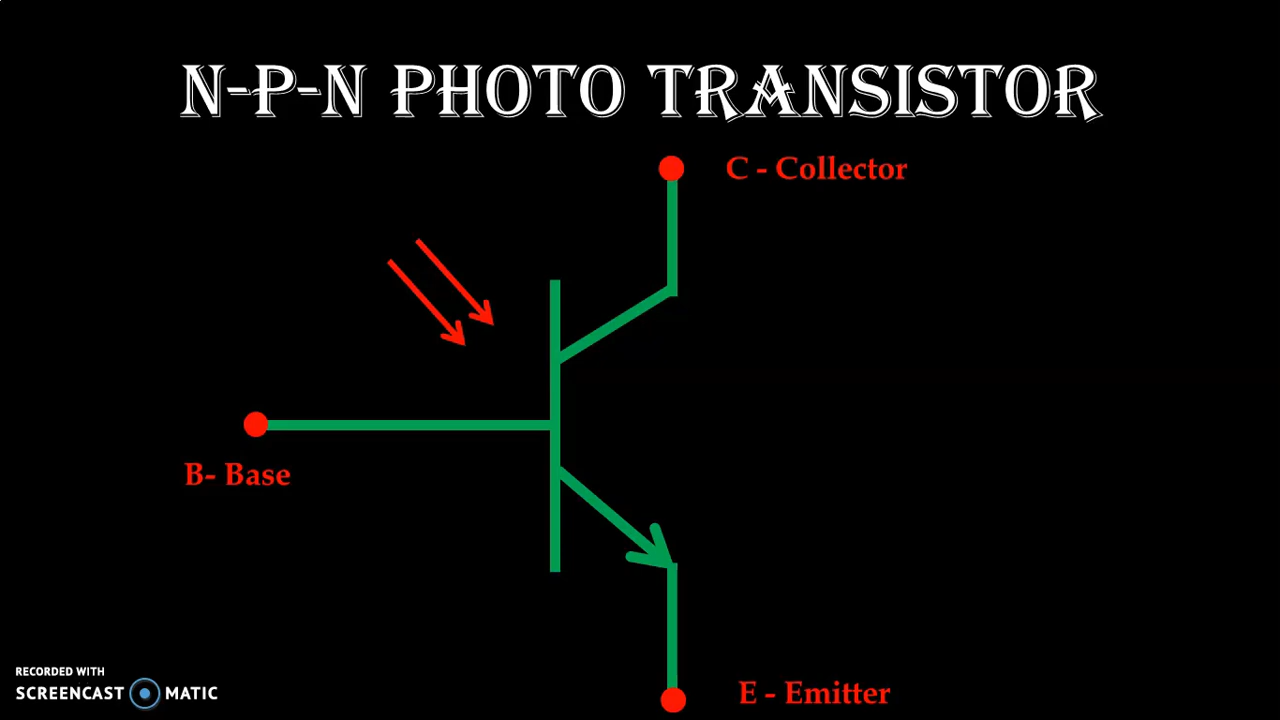 N-P-N PHOTO TRANSISTOR
C - Collector
B- Base
E - Emitter
RECORDED WITH
SCREENCAST MATIC